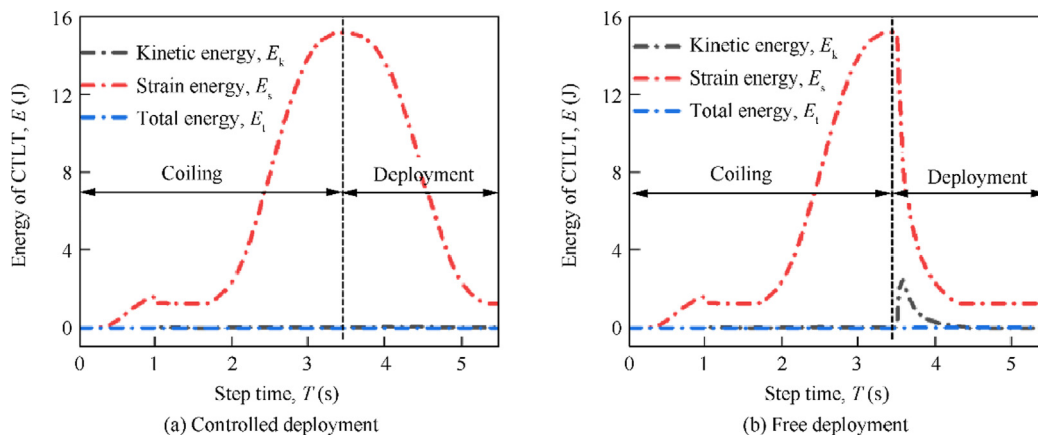 16
12
8
4
0
Energy of CTLT, E (J)
Kinetic energy, Eₖ
Strain energy, Eₛ
Total energy, Eₜ
Coiling
Deployment
0 1 2 3 4 5
Step time, T (s)
(a) Controlled deployment
16
12
8
4
0
Energy of CTLT, E (J)
Kinetic energy, Eₖ
Strain energy, Eₛ
Total energy, Eₜ
Coiling
Deployment
0 1 2 3 4 5
Step time, T (s)
(b) Free deployment